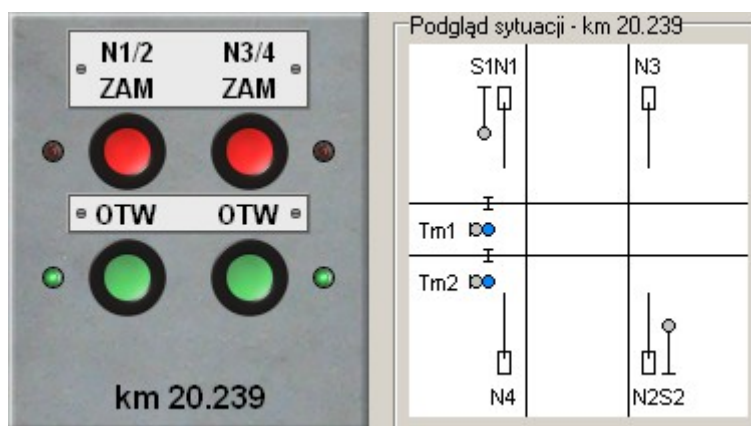 N1/2 N3/4
ZAM ZAM
OTW OTW
km 20.239
Podgląd sytuacji - km 20.239
S1N1 N3
Tm1
Tm2
N4 N2S2